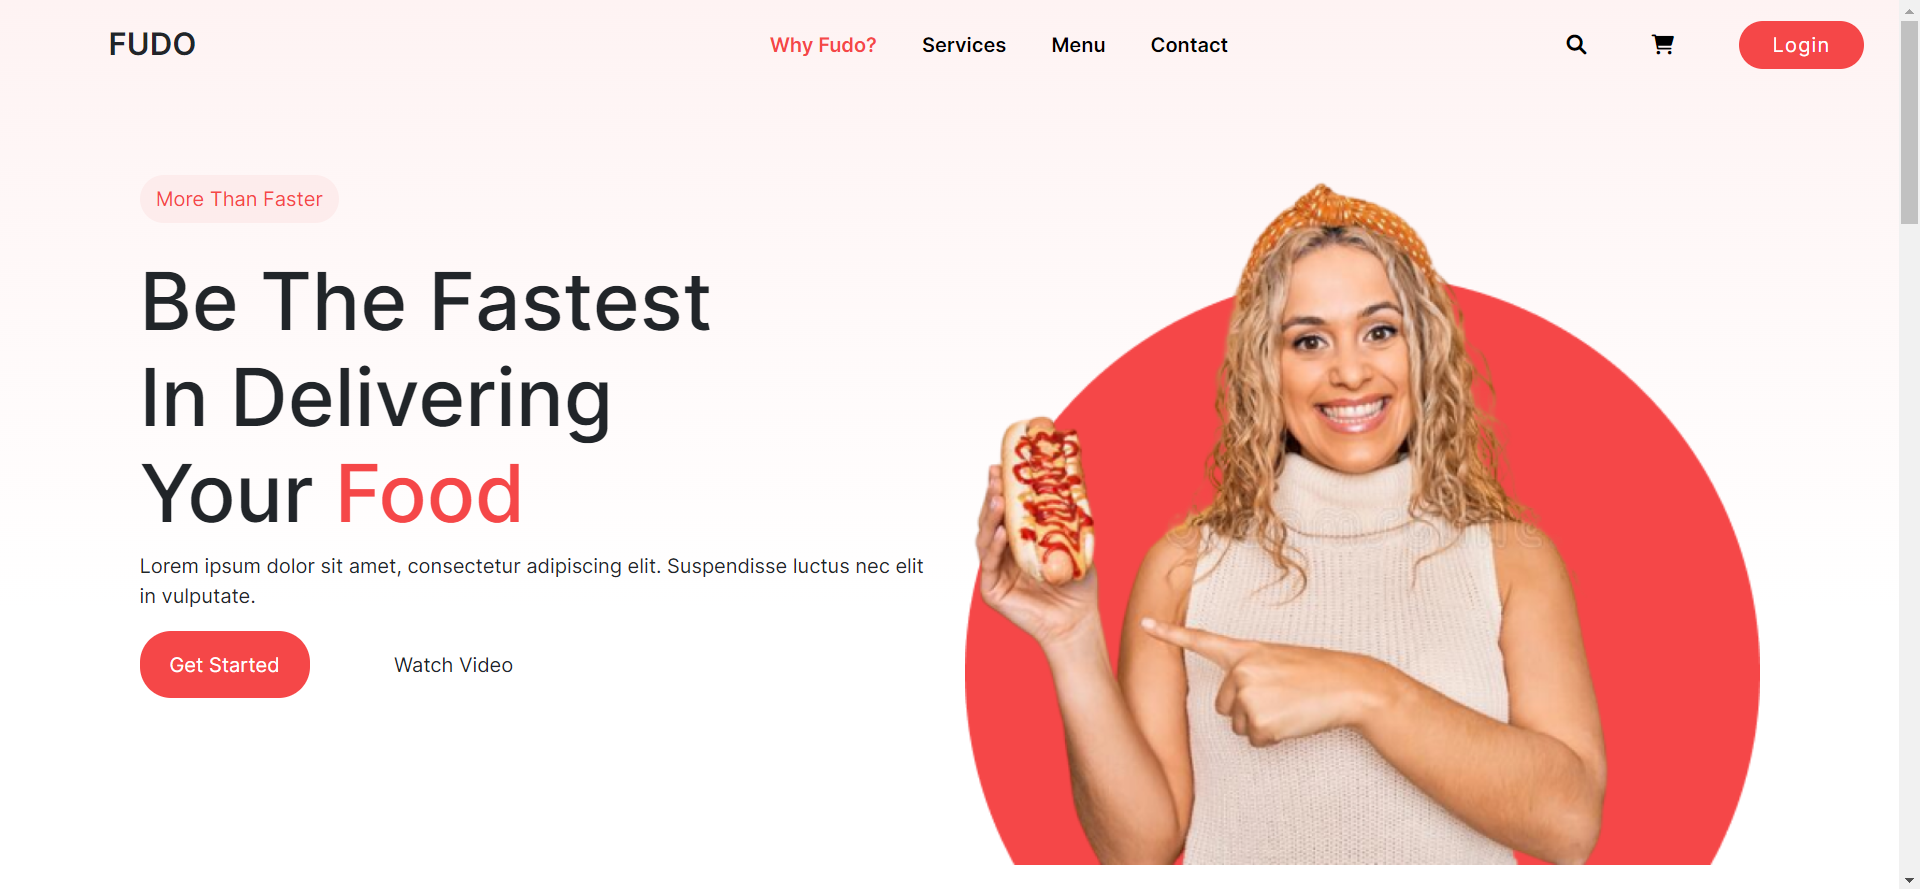 FUDO
Why Fudo? Services Menu Contact
Login
More Than Faster
Be The Fastest
In Delivering
Your Food
Lorem ipsum dolor sit amet, consectetur adipiscing elit. Suspendisse luctus nec elit
in vulputate.
Get Started
Watch Video